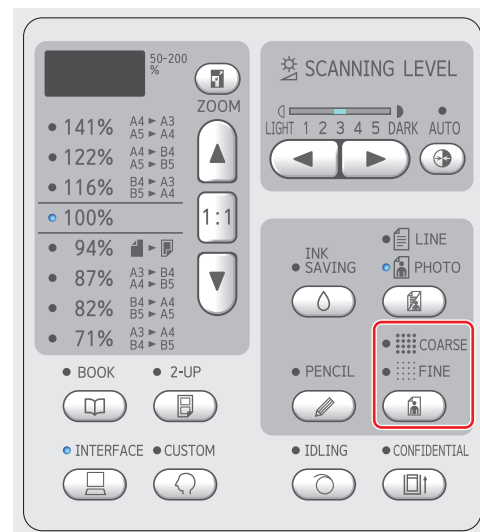 50-200
%
ZOOM
141% A4 ► A3
A5 ► A4
122% A4 ► B4
A5 ► B5
116% B4 ► A3
B5 ► A4
100%
94%
87% A3 ► B4
A4 ► B5
82% B4 ► A4
B5 ► A5
71% A3 ► A4
B4 ► B5
1:1
SCANNING LEVEL
LIGHT 1 2 3 4 5 DARK AUTO
INK
SAVING
LINE
PHOTO
PENCIL
COARSE
FINE
BOOK 2-UP
INTERFACE CUSTOM
IDLING CONFIDENTIAL